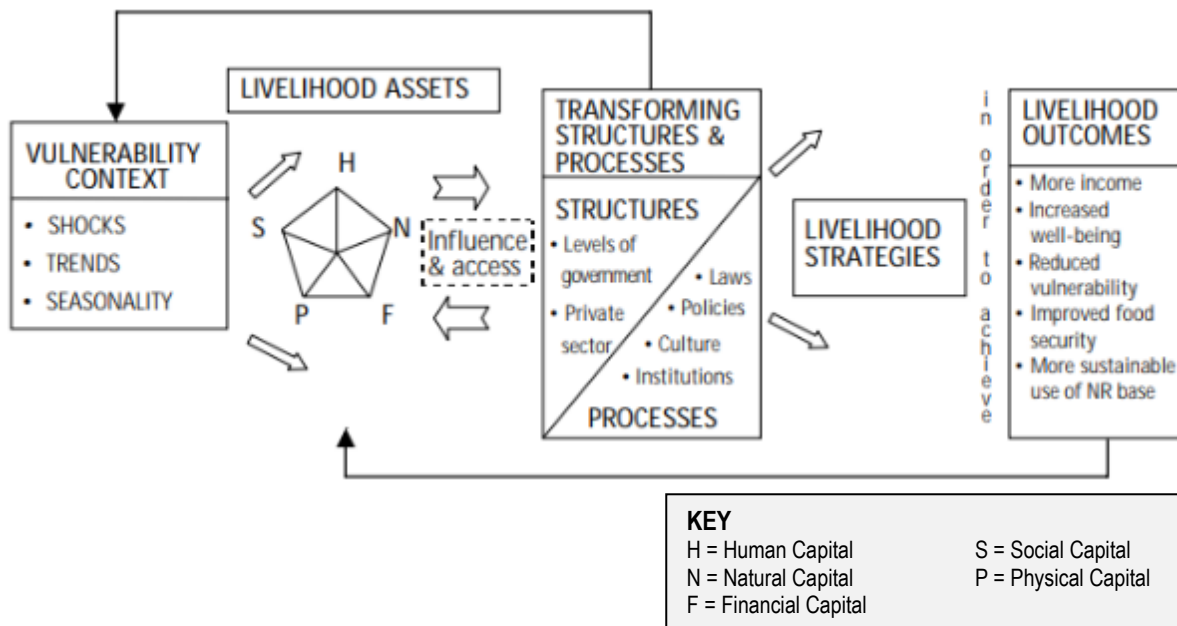 LIVELIHOOD ASSETS
VULNERABILITY
CONTEXT
• SHOCKS
• TRENDS
• SEASONALITY
H
S
N
P
F
Influence
& access
TRANSFORMING
STRUCTURES &
PROCESSES
STRUCTURES
• Levels of
government
• Private
sector
• Laws
• Policies
• Culture
• Institutions
PROCESSES
LIVELIHOOD
STRATEGIES
in order to achieve
LIVELIHOOD
OUTCOMES
• More income
• Increased
well-being
• Reduced
vulnerability
• Improved food
security
• More sustainable
use of NR base
KEY
H = Human Capital
S = Social Capital
N = Natural Capital
P = Physical Capital
F = Financial Capital